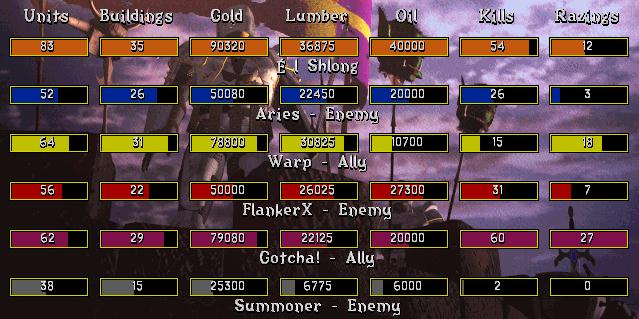 Units Buildings Gold Lumber Oil Kills Razings
83 35 90320 36875 40000 54 12
E l Shlong
52 26 50080 22450 20000 26 3
Aries - Enemy
64 31 78800 30825 10700 15 18
Warp - Ally
56 22 50000 26025 27300 31 7
FlankerX - Enemy
62 29 79080 22125 20000 60 27
Gotcha! - Ally
38 15 25300 6775 6000 2 0
Summoner - Enemy